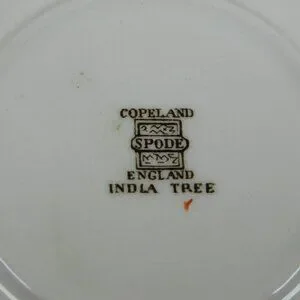 COPELAND
SPODE
ENGLAND
INDIA TREE